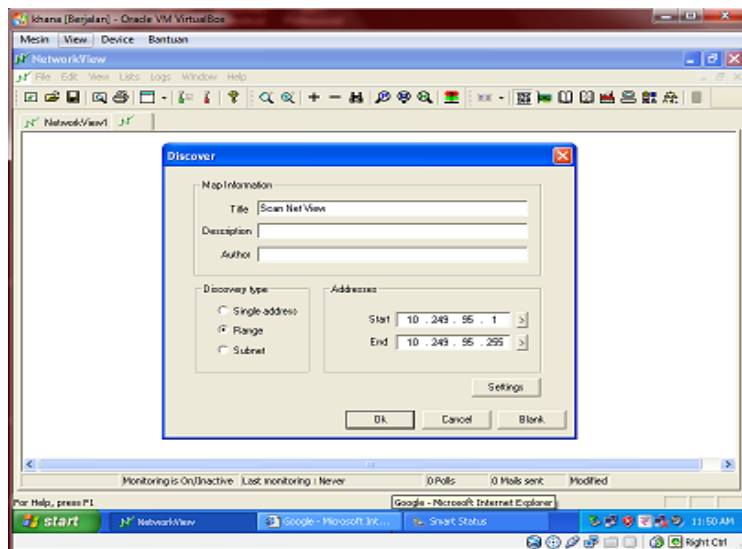 khana [Berjalan] - Oracle VM VirtualBox
Mesin View Device Bantuan
NetworkView
File Edit View Lists Logs Window Help
NetworkView1
Discover
Map Information
Title Scan Net View
Description
Author
Discovery type
Single address
Range
Subnet
Addresses
Start 10 . 249 . 95 . 1 >
End 10 . 249 . 95 . 255 >
Settings
Ok Cancel Blank
Monitoring is On/Inactive Last monitoring : Never 0 Polls 0 Mails sent Modified
For Help, press F1
Google - Microsoft Internet Explorer
start NetworkView Google - Microsoft Int... Smart Status 11:50 AM
Right Ctrl